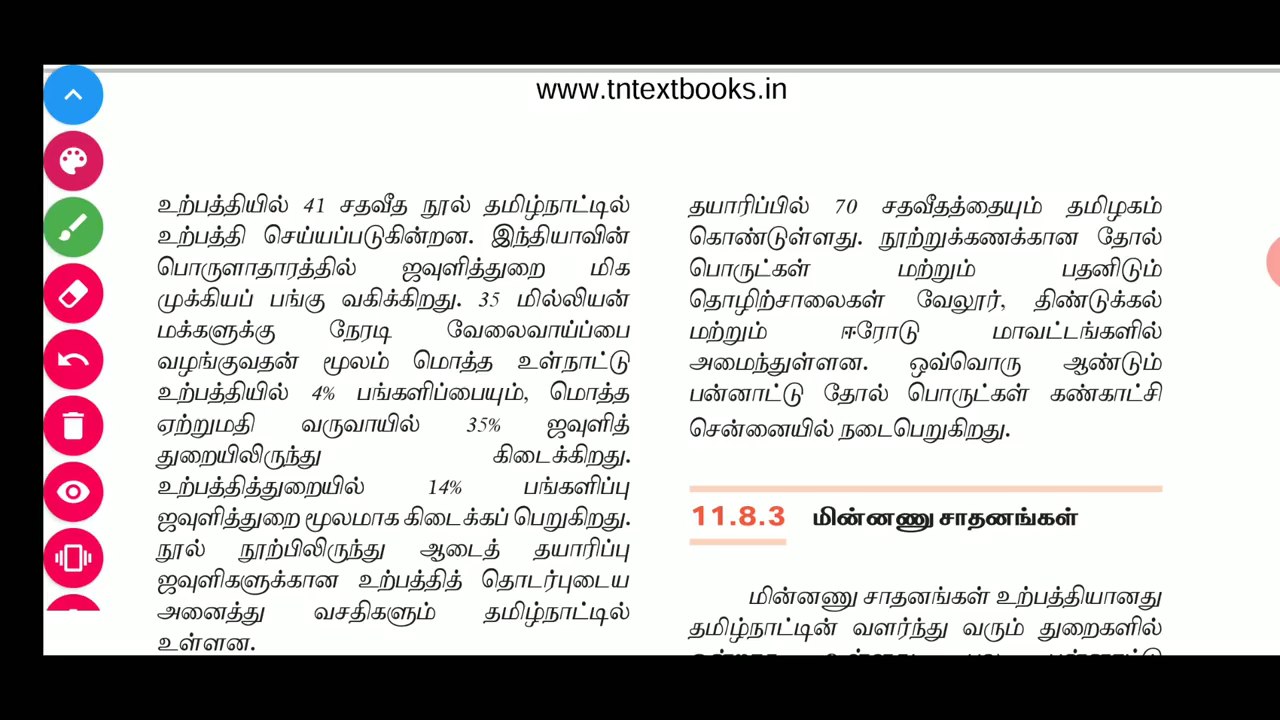 www.tntextbooks.in
உற்பத்தியில் 41 சதவீத நூல் தமிழ்நாட்டில்
உற்பத்தி செய்யப்படுகின்றன. இந்தியாவின்
பொருளாதாரத்தில் ஜவுளித்துறை மிக
முக்கியப் பங்கு வகிக்கிறது. 35 மில்லியன்
மக்களுக்கு நேரடி வேலைவாய்ப்பை
வழங்குவதன் மூலம் மொத்த உள்நாட்டு
உற்பத்தியில் 4% பங்களிப்பையும், மொத்த
ஏற்றுமதி வருவாயில் 35% ஜவுளித்
துறையிலிருந்து கிடைக்கிறது.
உற்பத்தித்துறையில் 14% பங்களிப்பு
ஜவுளித்துறை மூலமாக கிடைக்கப் பெறுகிறது.
நூல் நூற்பிலிருந்து ஆடைத் தயாரிப்பு
ஜவுளிகளுக்கான உற்பத்தித் தொடர்புடைய
அனைத்து வசதிகளும் தமிழ்நாட்டில்
உள்ளன.
தயாரிப்பில் 70 சதவீதத்தையும் தமிழகம்
கொண்டுள்ளது. நூற்றுக்கணக்கான தோல்
பொருட்கள் மற்றும் பதனிடும்
தொழிற்சாலைகள் வேலூர், திண்டுக்கல்
மற்றும் ஈரோடு மாவட்டங்களில்
அமைந்துள்ளன. ஒவ்வொரு ஆண்டும்
பன்னாட்டு தோல் பொருட்கள் கண்காட்சி
சென்னையில் நடைபெறுகிறது.
11.8.3 மின்னணு சாதனங்கள்
மின்னணு சாதனங்கள் உற்பத்தியானது
தமிழ்நாட்டின் வளர்ந்து வரும் துறைகளில்